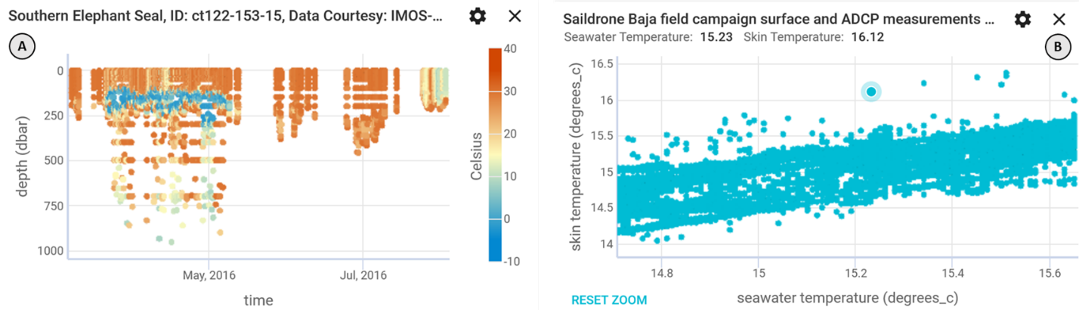 Southern Elephant Seal, ID: ct122-153-15, Data Courtesy: IMOS-...
A
0
250
500
750
1000
depth (dbar)
May, 2016
Jul, 2016
time
40
30
20
10
0
-10
Celsius
Saildrone Baja field campaign surface and ADCP measurements ...
Seawater Temperature: 15.23 Skin Temperature: 16.12
B
16.5
16
15.5
15
14.5
14
skin temperature (degrees_c)
14.8
15
15.2
15.4
15.6
RESET ZOOM
seawater temperature (degrees_c)